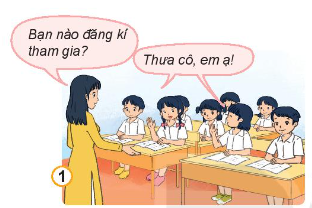 Bạn nào đăng kí
tham gia?
Thưa cô, em ạ!
1